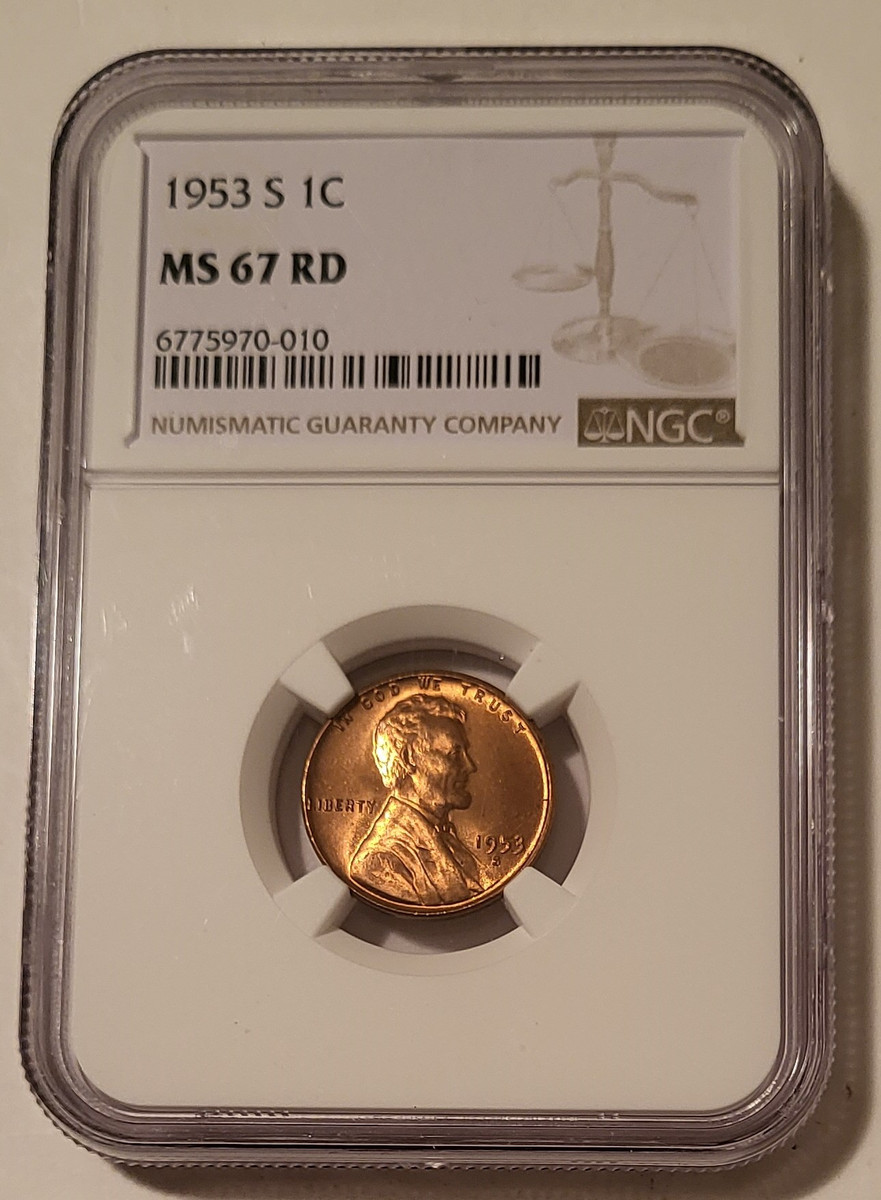 1953 S 1C
MS 67 RD
6775970-010
NUMISMATIC GUARANTY COMPANY
NGC®
IN GOD WE TRUST
LIBERTY
1953
S